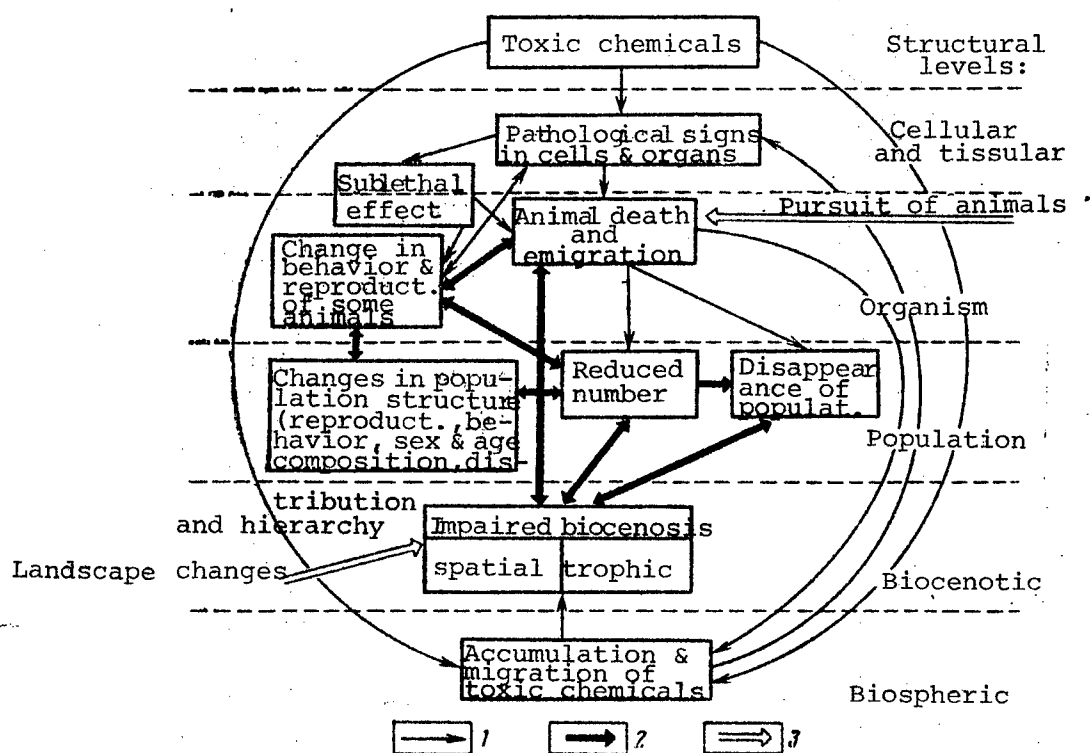 Toxic chemicals
Structural
levels:
Pathological signs
in cells & organs
Cellular
and tissular
Sublethal
effect
Animal death
and
emigration
Pursuit of animals
Change in
behavior &
reproduct.
of some
animals
Organism
Changes in popu-
lation structure
(reproduct., be-
havior, sex & age
composition, dis-
tribution
and hierarchy
Reduced
number
Disappear
ance of
populat.
Population
Impaired biocenosis
spatial trophic
Landscape changes
Biocenotic
Accumulation &
migration of
toxic chemicals
Biospheric
1 2 3